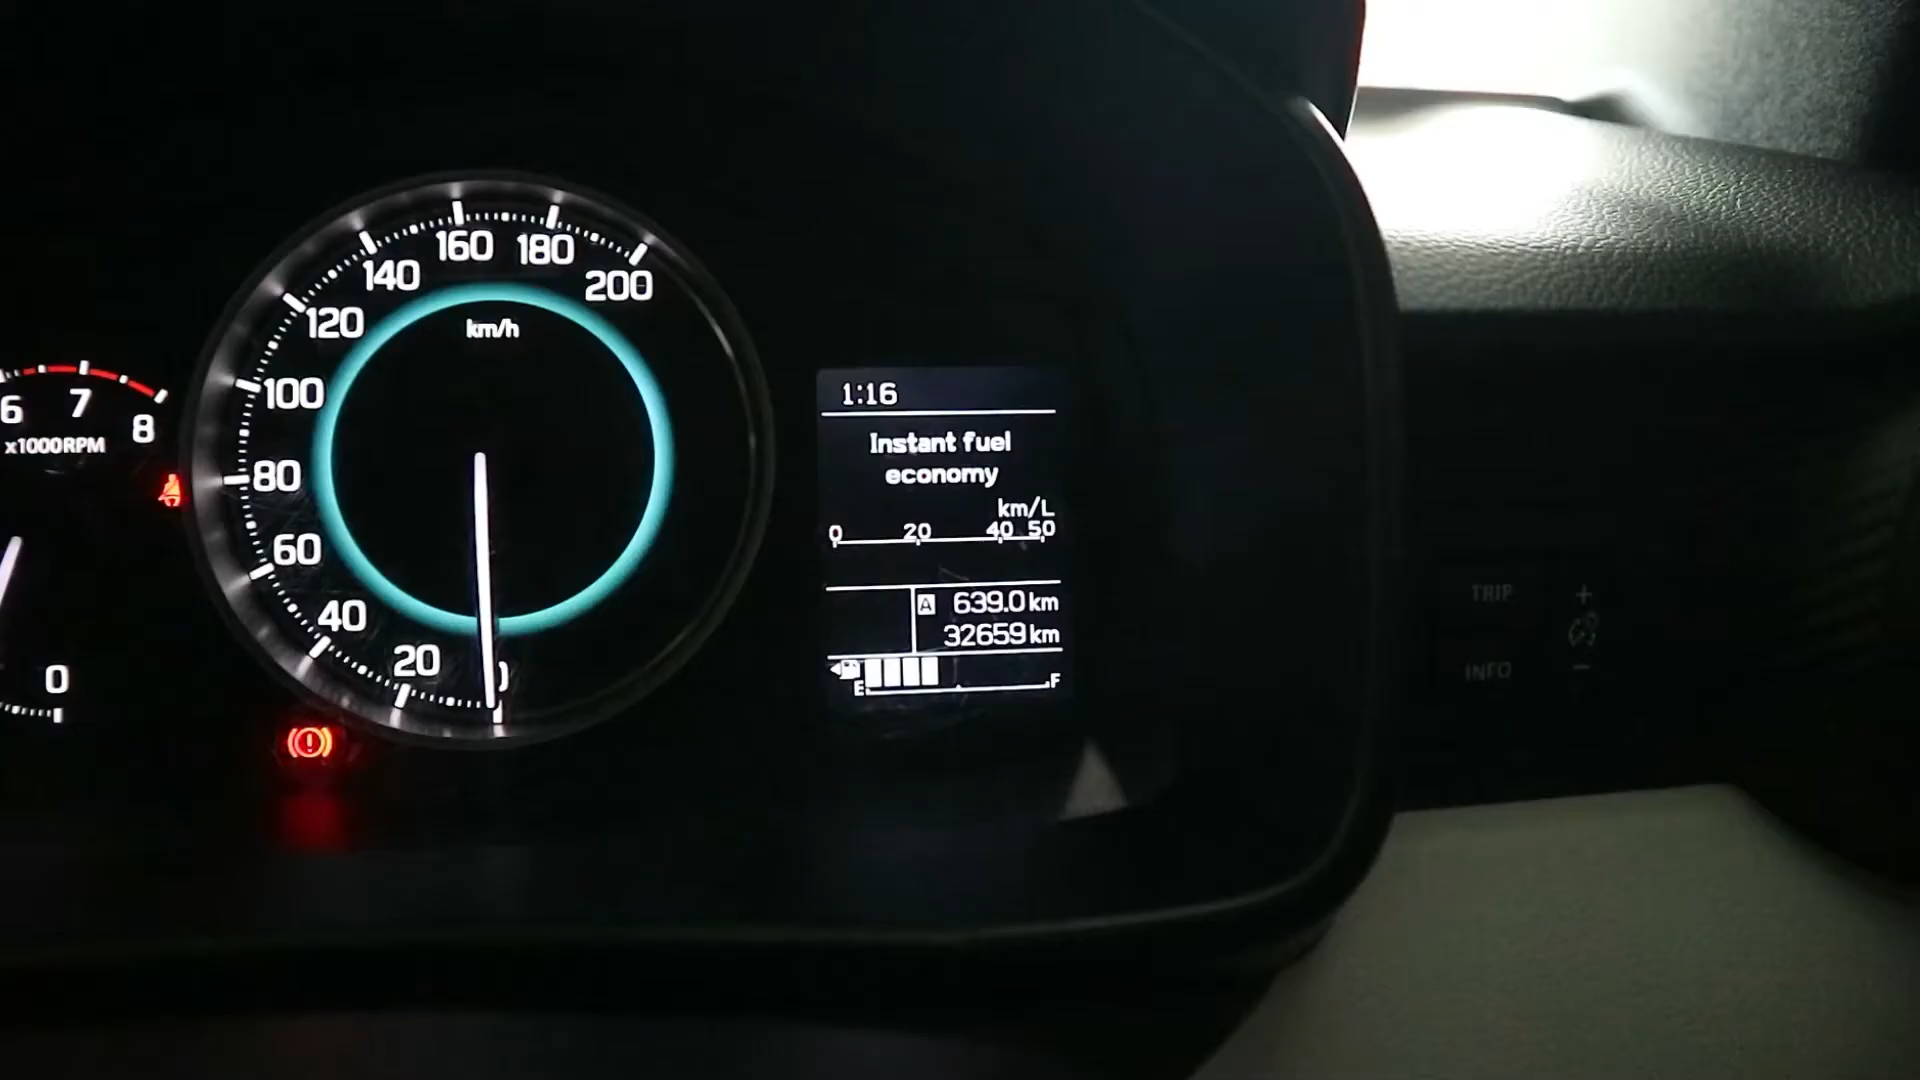 160 180
140 200
120
km/h
100
6 7 8
x1000RPM
80
60
40
20
0
0
1:16
Instant fuel
economy
km/L
0 20 40 50
A 639.0 km
32659 km
E F
TRIP +
INFO -